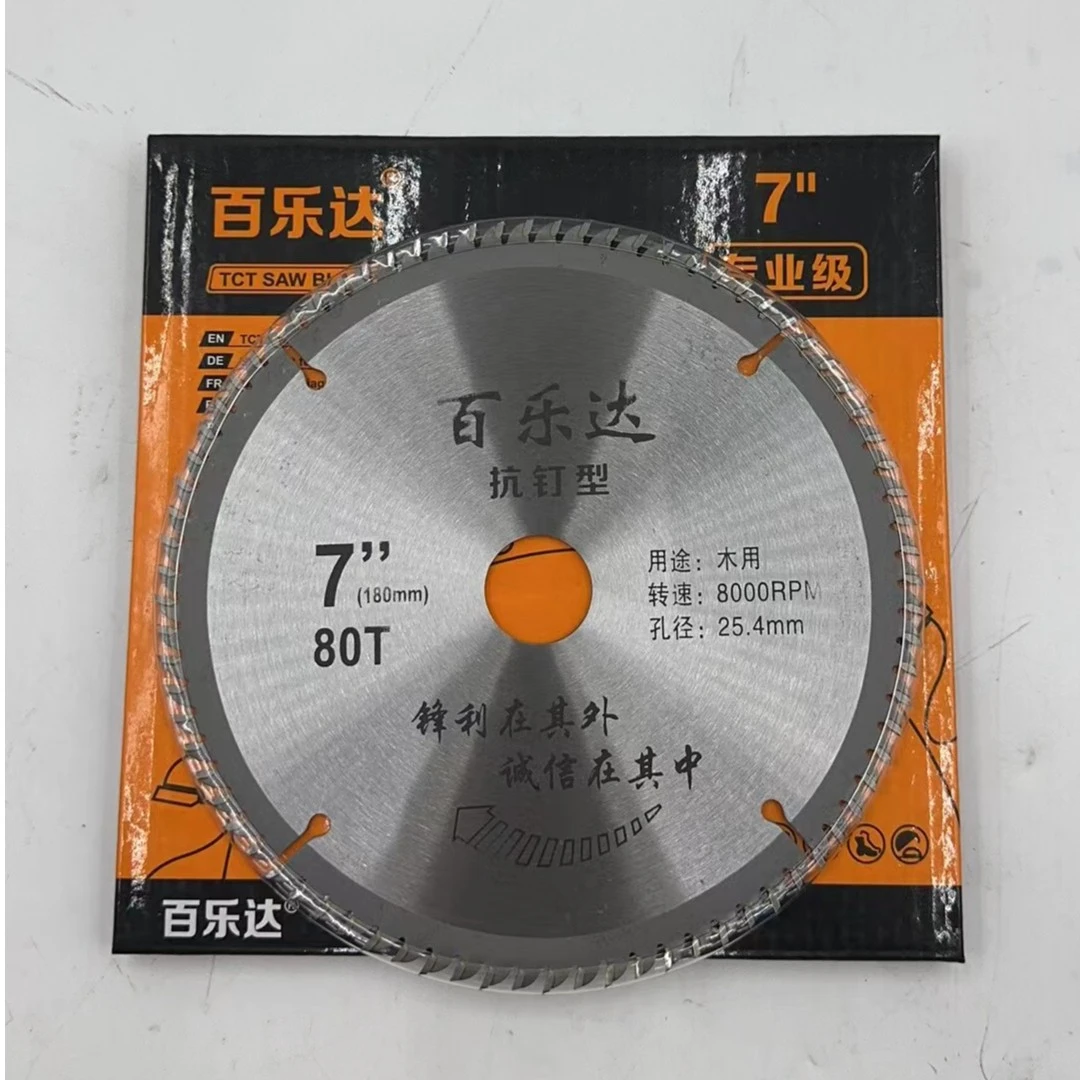 百乐达®
7"
TCT SAW
专业级
EN TCT
DE
FR
百乐达
抗钉型
7” (180mm)
80T
用途：木用
转速：8000RPM
孔径：25.4mm
锋利在其外
诚信在其中
百乐达®